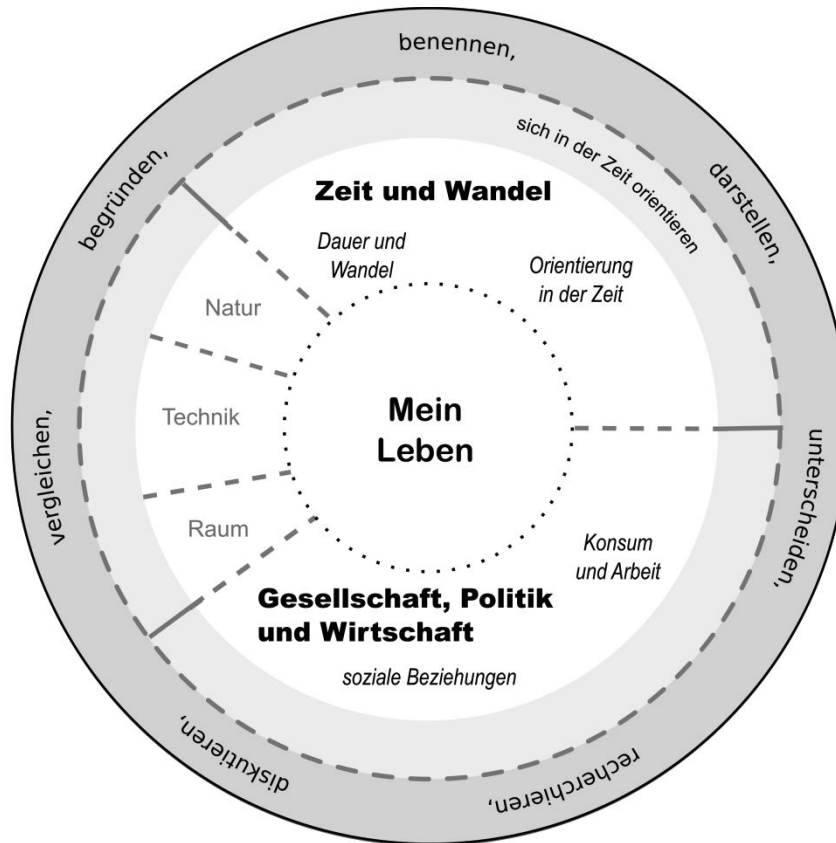 benennen,
darstellen,
unterscheiden,
recherchieren,
diskutieren,
vergleichen,
begründen,
sich in der Zeit orientieren
Zeit und Wandel
Dauer und
Wandel
Orientierung
in der Zeit
Natur
Technik
Raum
Mein
Leben
Konsum
und Arbeit
Gesellschaft, Politik
und Wirtschaft
soziale Beziehungen